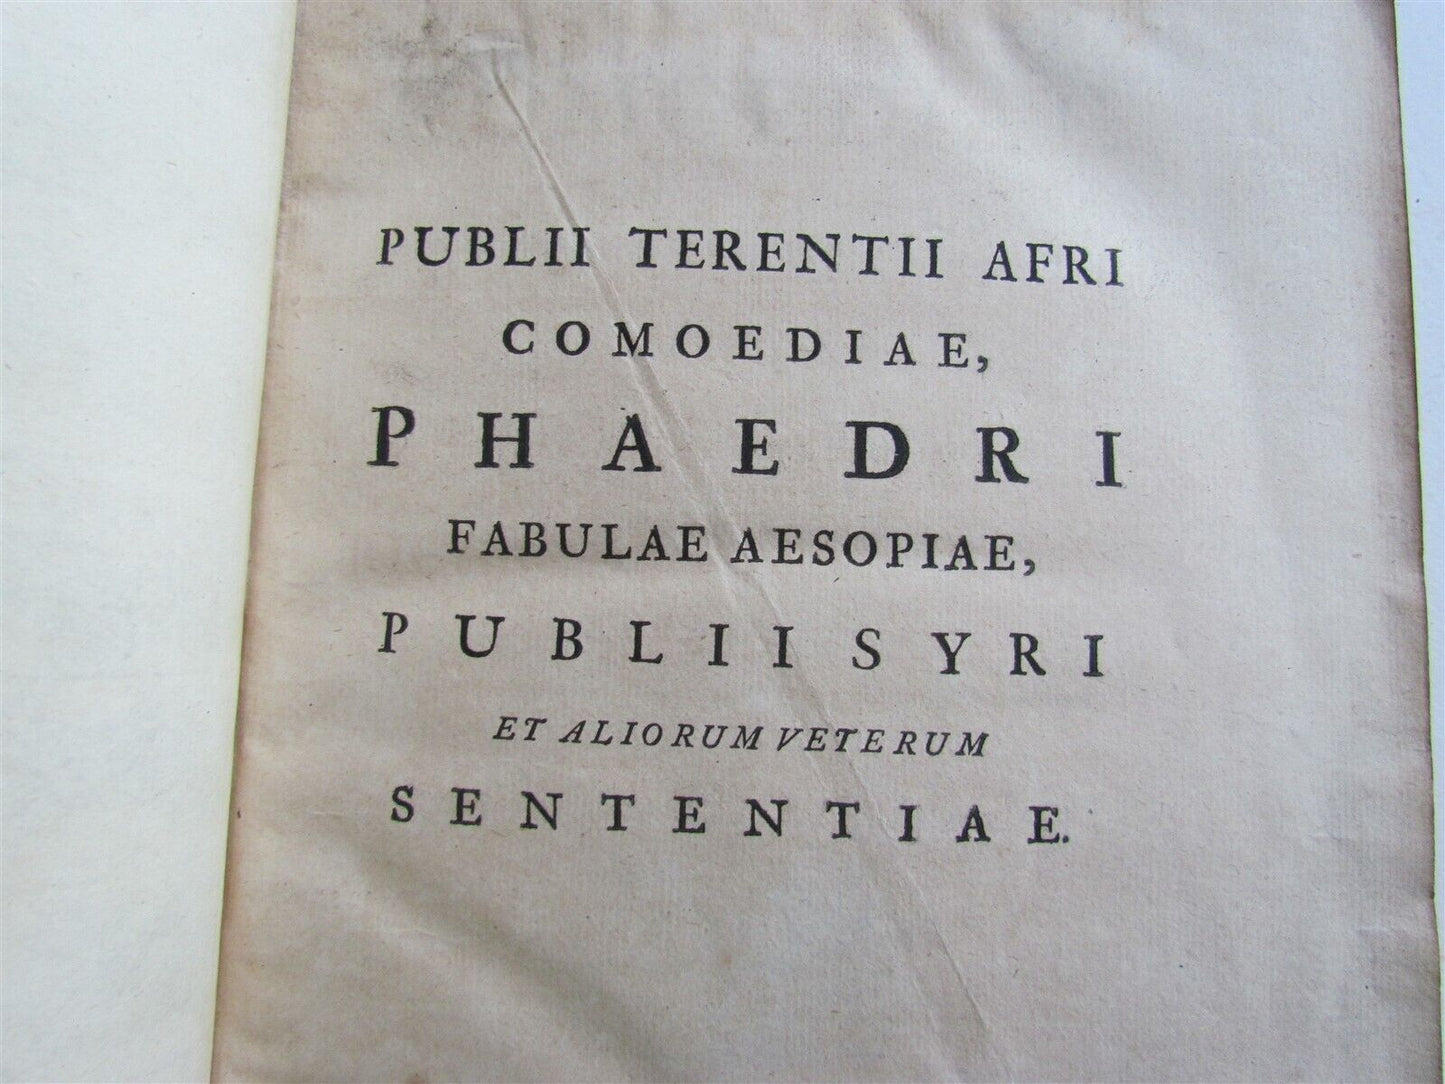 PUBLII TERENTII AFRI
COMOEDIAE,
PHAEDRI
FABULAE AESOPIAE,
PUBLII SYRI
ET ALIORUM VETERUM
SENTENTIAE.